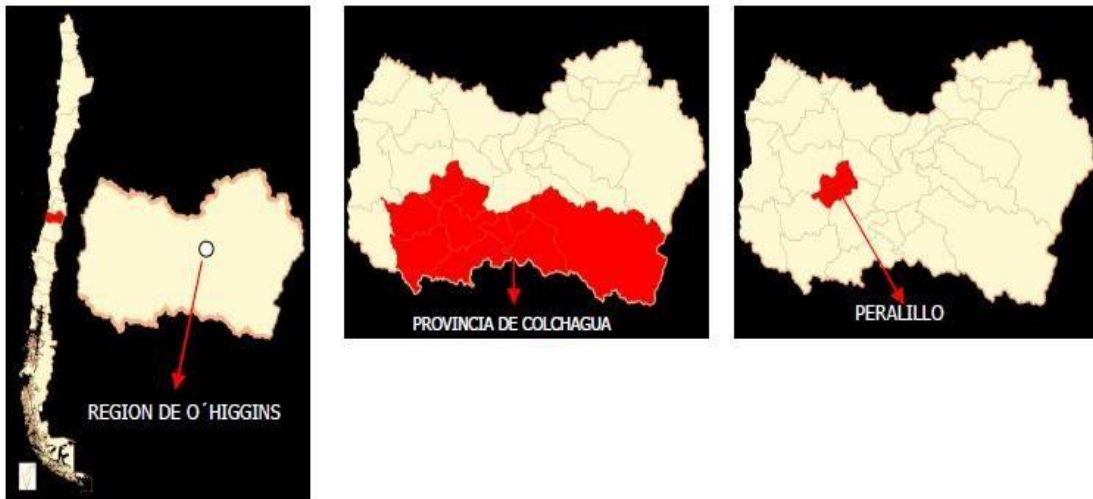 REGION DE O´HIGGINS
PROVINCIA DE COLCHAGUA
PERALILLO